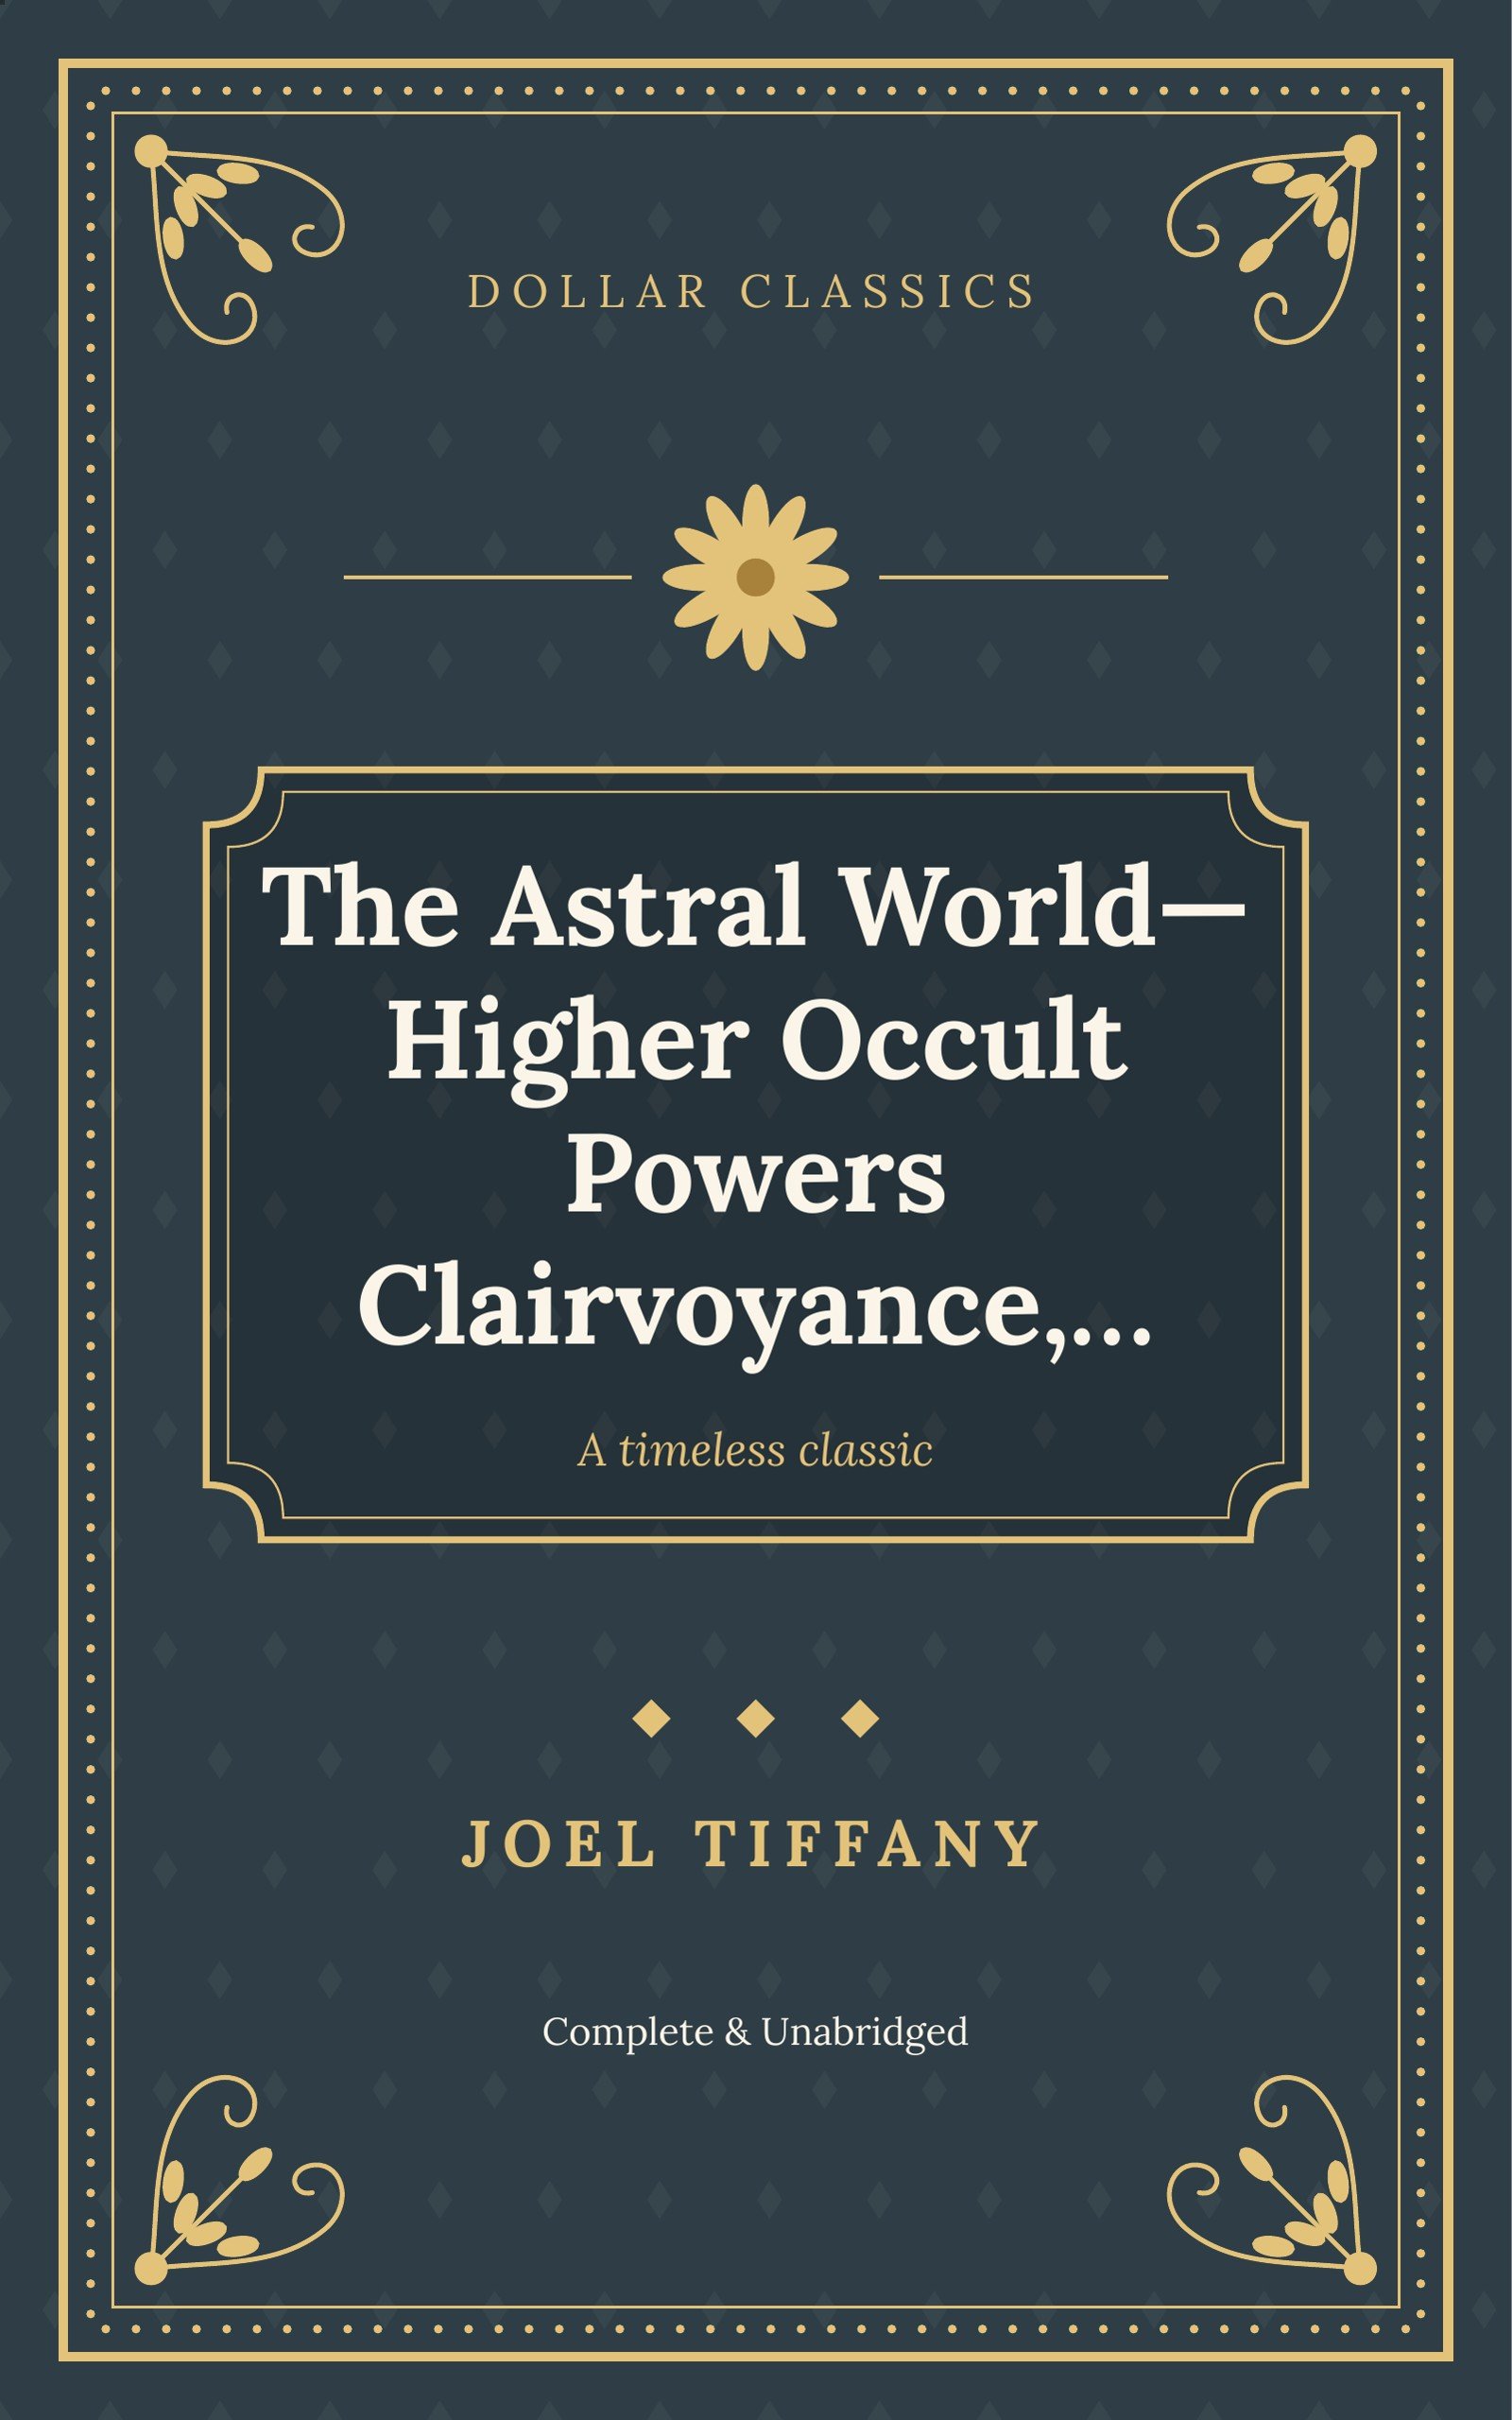 DOLLAR CLASSICS
The Astral World—
Higher Occult
Powers
Clairvoyance,...
A timeless classic
JOEL TIFFANY
Complete & Unabridged